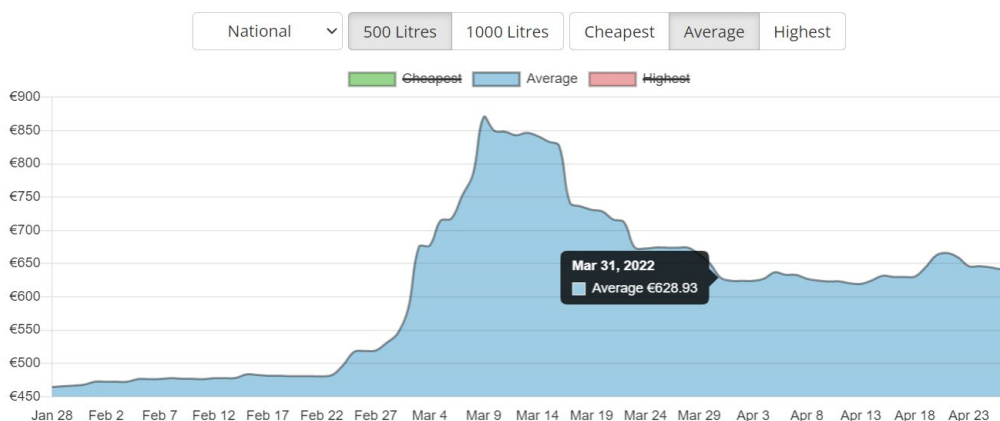 National 500 Litres 1000 Litres Cheapest Average Highest
Cheapest Average Highest
€900
€850
€800
€750
€700
€650
€600
€550
€500
€450
Mar 31, 2022
Average €628.93
Jan 28 Feb 2 Feb 7 Feb 12 Feb 17 Feb 22 Feb 27 Mar 4 Mar 9 Mar 14 Mar 19 Mar 24 Mar 29 Apr 3 Apr 8 Apr 13 Apr 18 Apr 23